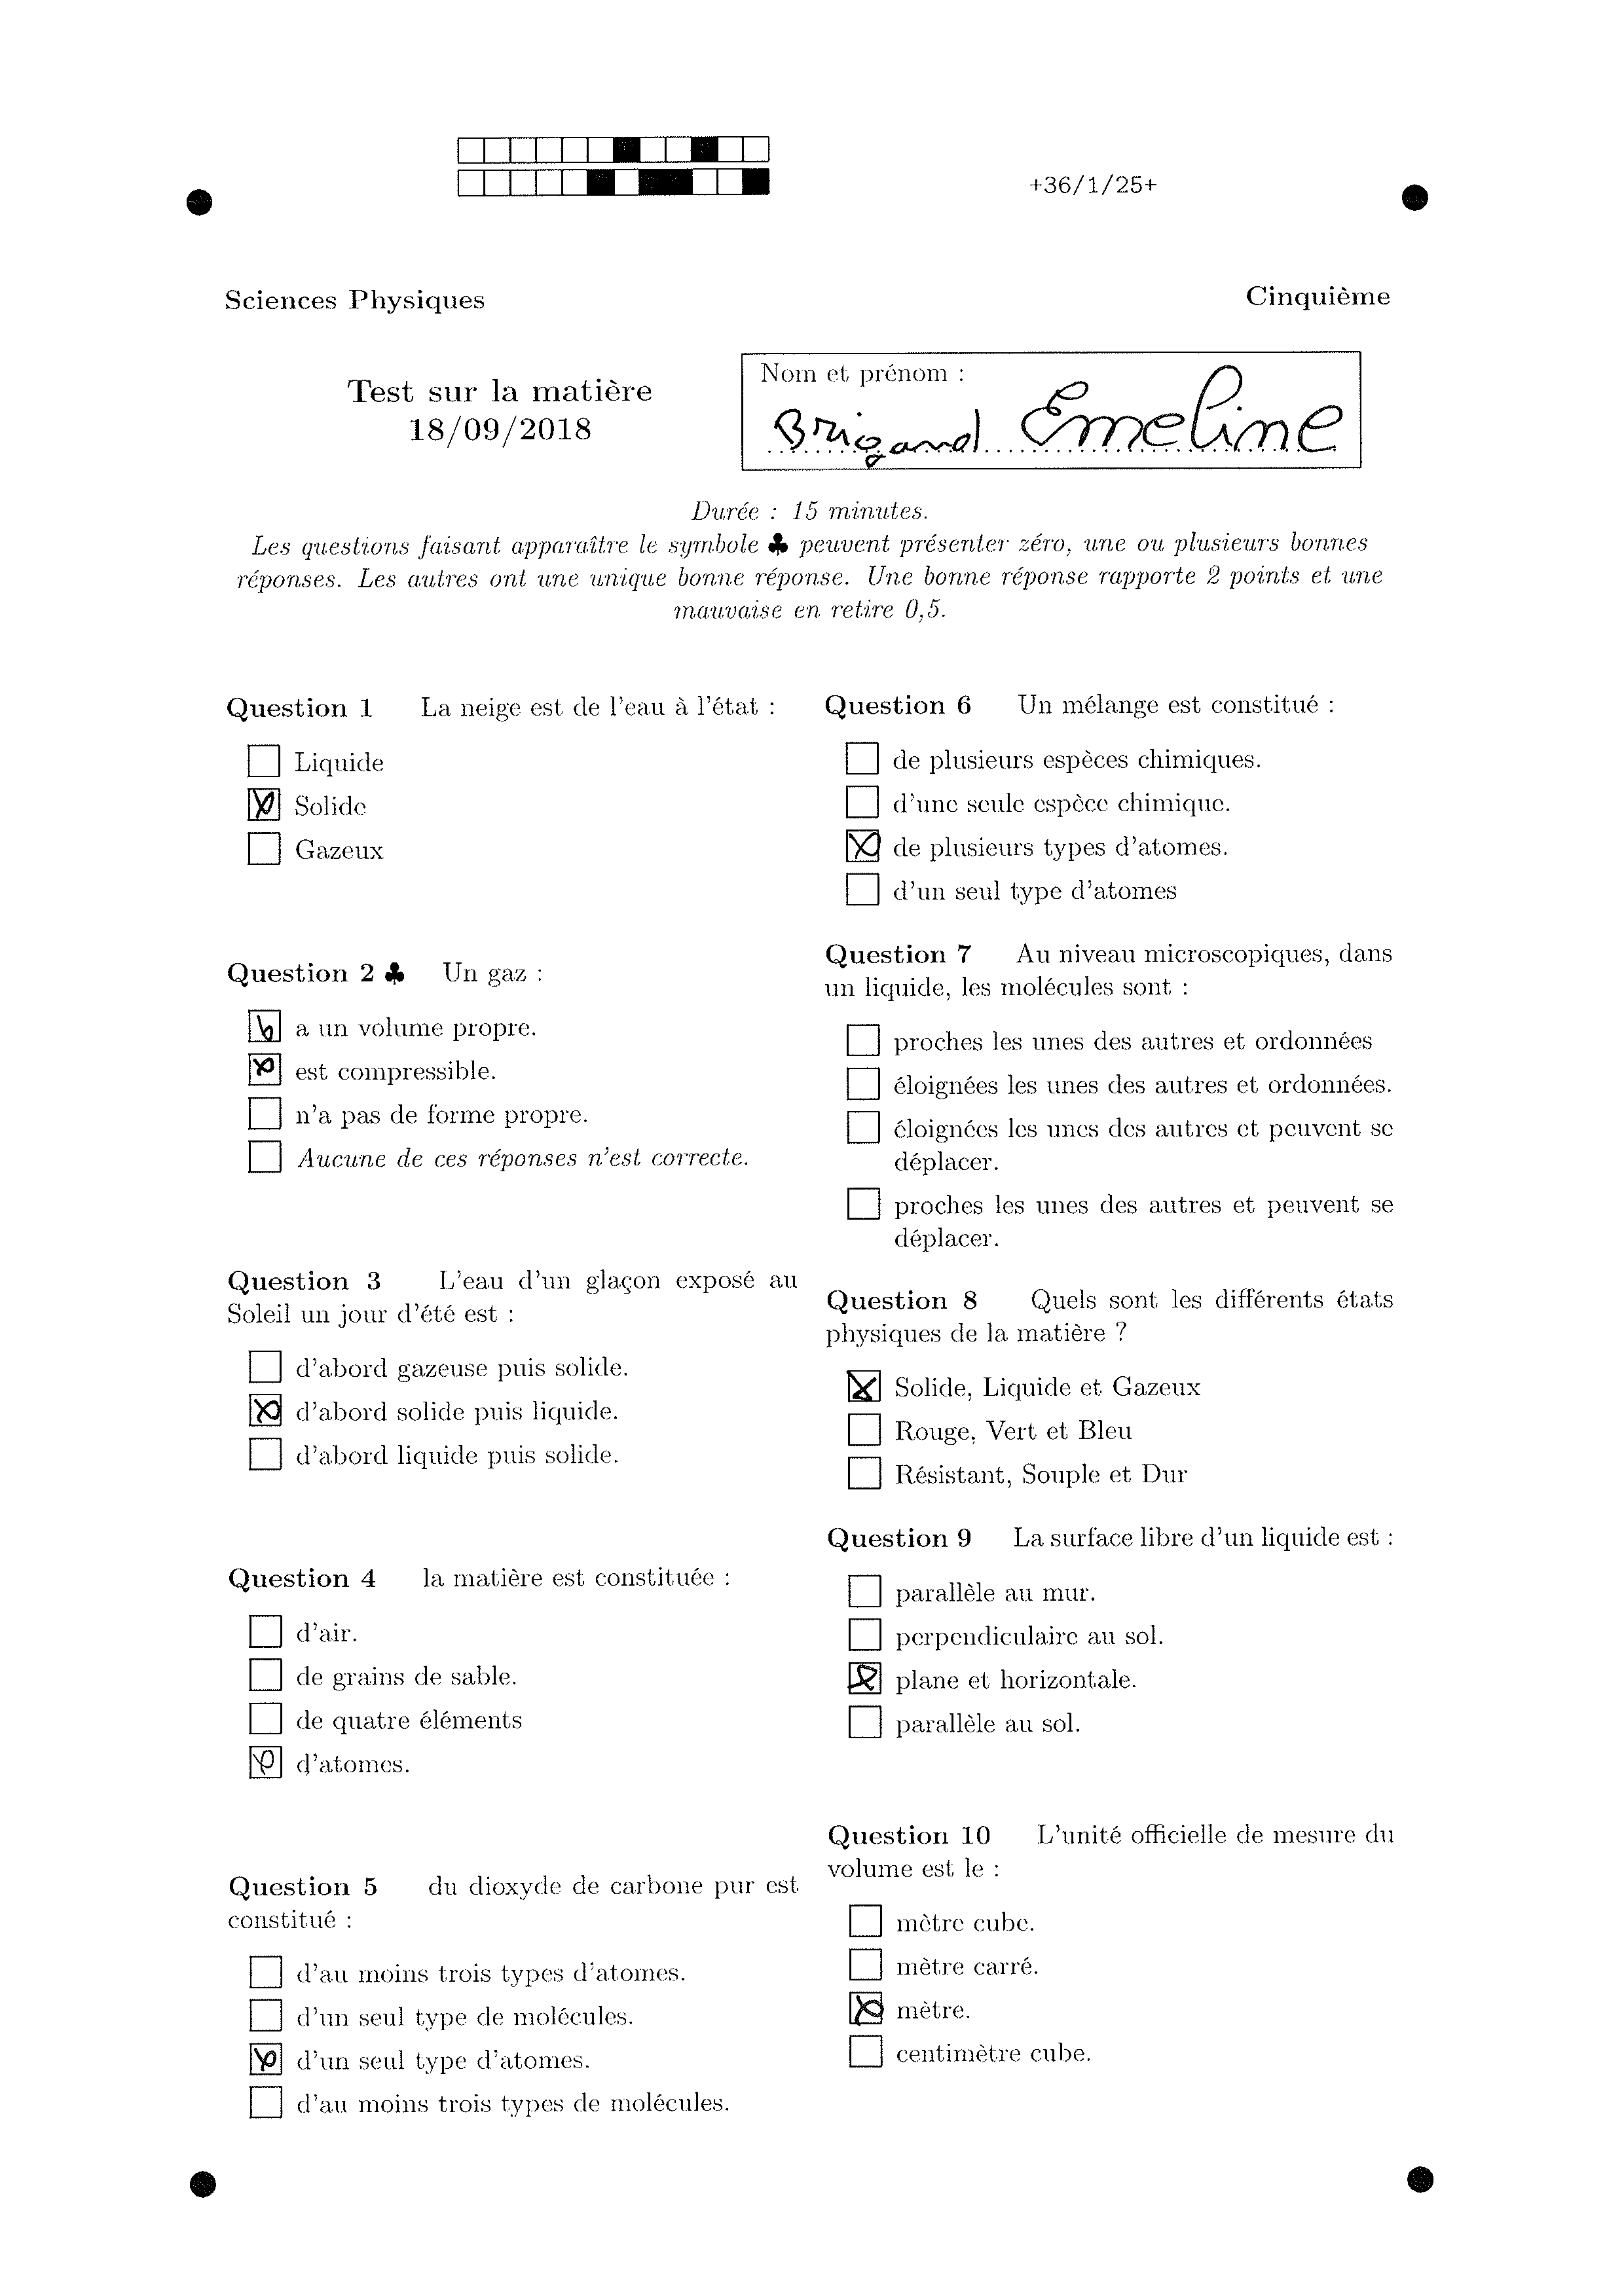 +36/1/25+
Sciences Physiques
Cinquième
Test sur la matière
18/09/2018
Nom et prénom :
Brigand Emeline
Durée : 15 minutes.
Les questions faisant apparaître le symbole ♣ peuvent présenter zéro, une ou plusieurs bonnes
réponses. Les autres ont une unique bonne réponse. Une bonne réponse rapporte 2 points et une
mauvaise en retire 0,5.
Question 1 La neige est de l'eau à l'état :
Liquide
Solide
Gazeux
Question 2 ♣ Un gaz :
a un volume propre.
est compressible.
n'a pas de forme propre.
Aucune de ces réponses n'est correcte.
Question 3 L'eau d'un glaçon exposé au
Soleil un jour d'été est :
d'abord gazeuse puis solide.
d'abord solide puis liquide.
d'abord liquide puis solide.
Question 4 la matière est constituée :
d'air.
de grains de sable.
de quatre éléments
d'atomes.
Question 5 du dioxyde de carbone pur est
constitué :
d'au moins trois types d'atomes.
d'un seul type de molécules.
d'un seul type d'atomes.
d'au moins trois types de molécules.
Question 6 Un mélange est constitué :
de plusieurs espèces chimiques.
d'une seule espèce chimique.
de plusieurs types d'atomes.
d'un seul type d'atomes
Question 7 Au niveau microscopiques, dans
un liquide, les molécules sont :
proches les unes des autres et ordonnées
éloignées les unes des autres et ordonnées.
éloignées les unes des autres et peuvent se
déplacer.
proches les unes des autres et peuvent se
déplacer.
Question 8 Quels sont les différents états
physiques de la matière ?
Solide, Liquide et Gazeux
Rouge, Vert et Bleu
Résistant, Souple et Dur
Question 9 La surface libre d'un liquide est :
parallèle au mur.
perpendiculaire au sol.
plane et horizontale.
parallèle au sol.
Question 10 L'unité officielle de mesure du
volume est le :
mètre cube.
mètre carré.
mètre.
centimètre cube.